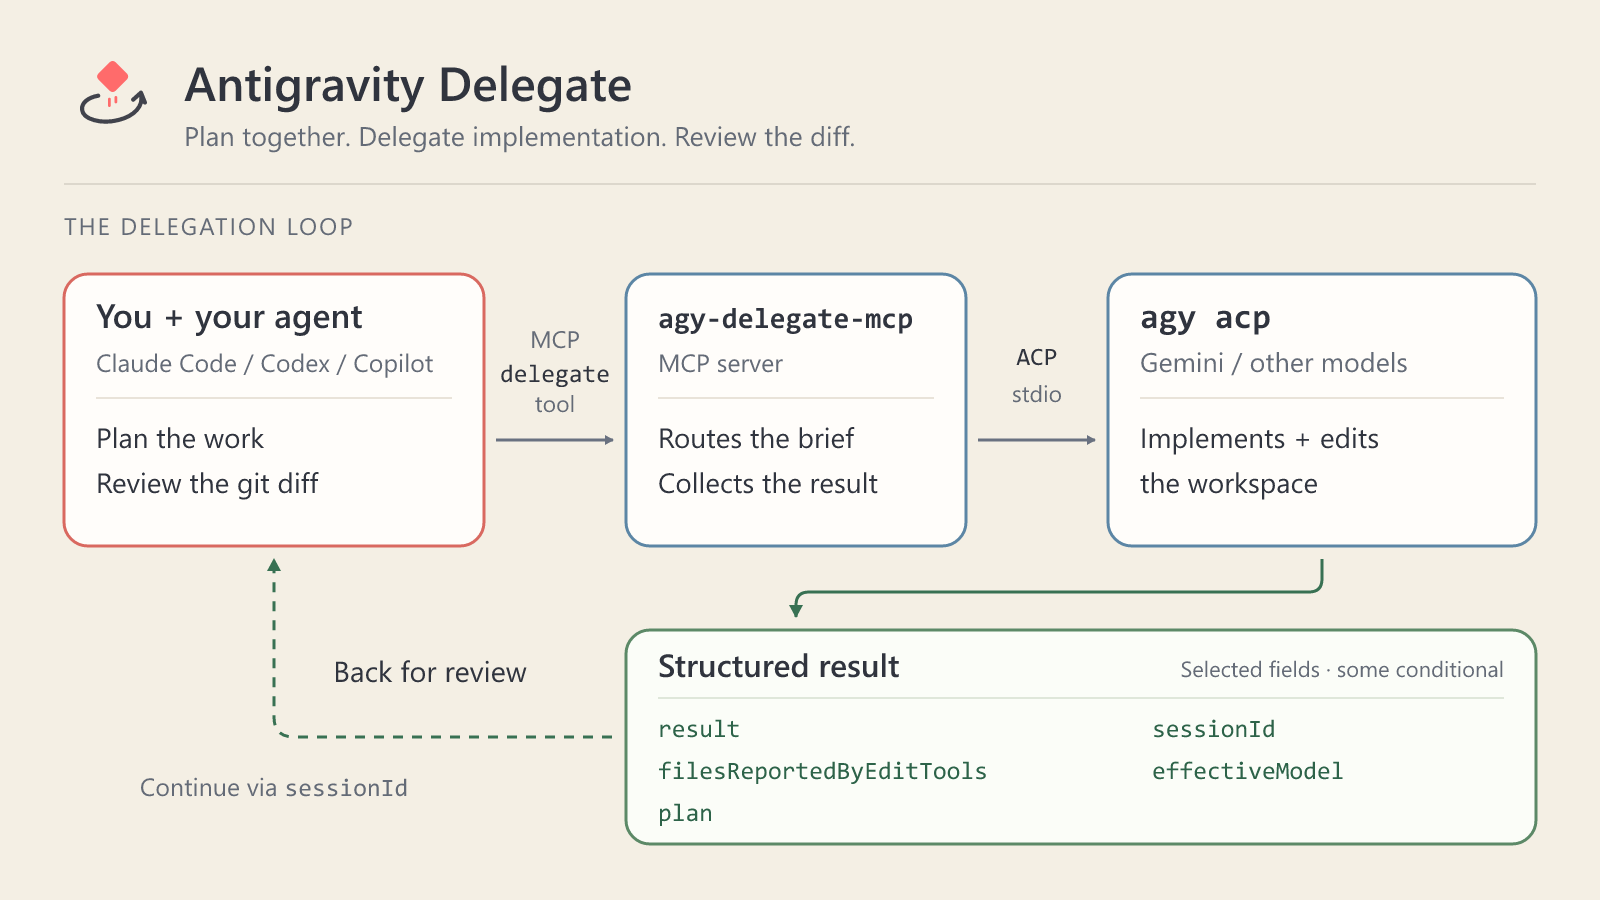 Antigravity Delegate
Plan together. Delegate implementation. Review the diff.
THE DELEGATION LOOP
You + your agent
Claude Code / Codex / Copilot
Plan the work
Review the git diff
MCP
delegate
tool
agy-delegate-mcp
MCP server
Routes the brief
Collects the result
ACP
stdio
agy acp
Gemini / other models
Implements + edits
the workspace
Back for review
Continue via sessionId
Structured result
Selected fields · some conditional
result
filesReportedByEditTools
plan
sessionId
effectiveModel